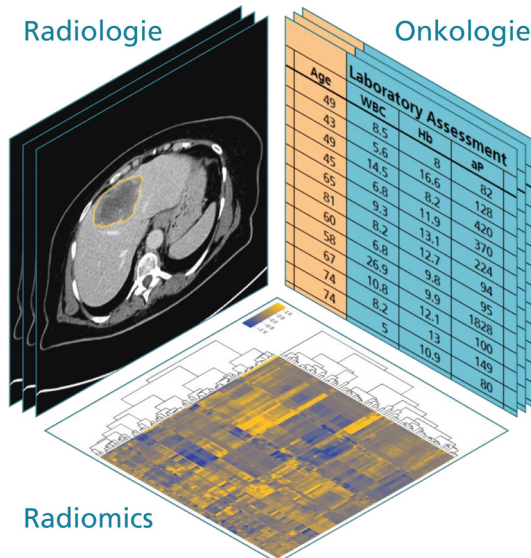 Radiologie
Onkologie
Laboratory Assessment
Age WBC Hb aP
49 8.5 8 82
43 5.6 16.6 128
49 14.5 8.2 420
45 6.8 11.9 370
65 9.3 13.1 224
81 8.2 12.7 94
60 6.8 9.8 95
58 26.9 9.9 1828
67 10.8 12.1 100
74 8.2 13 149
74 5 10.9 80
Radiomics